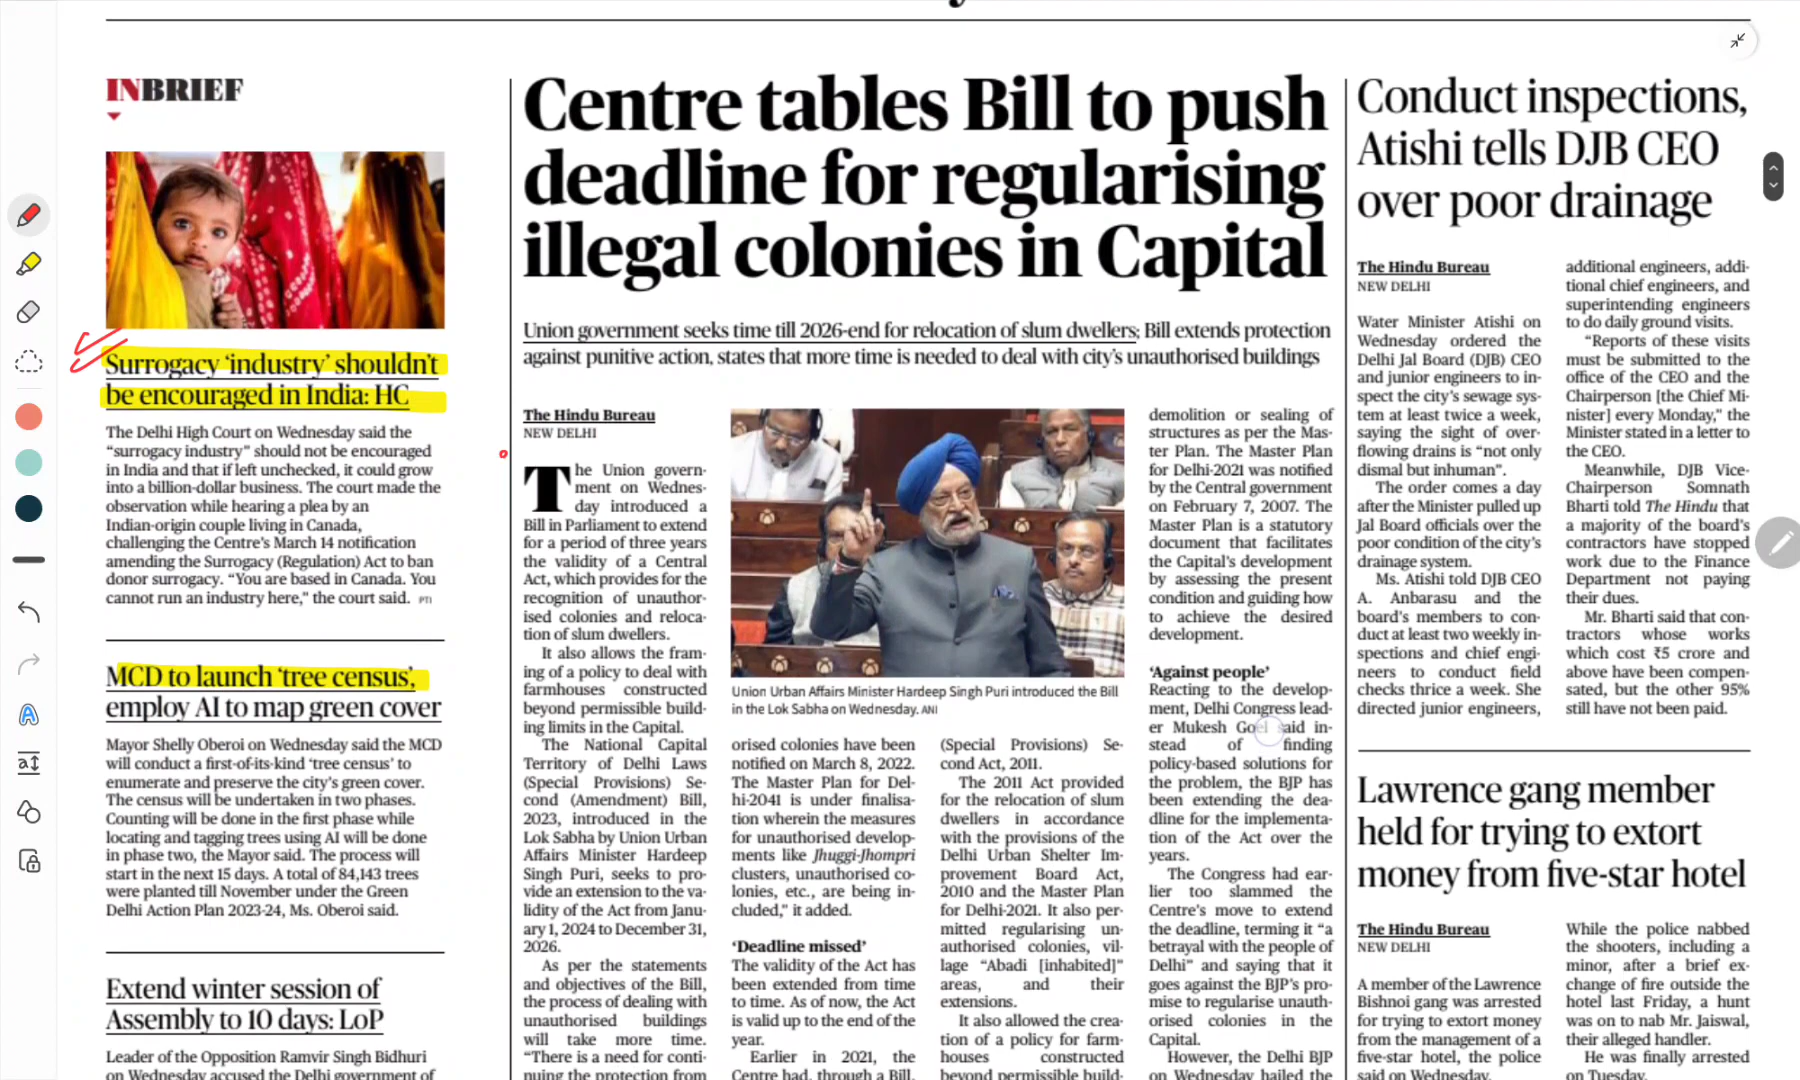 INBRIEF
Surrogacy ‘industry’ shouldn’t
be encouraged in India: HC
The Delhi High Court on Wednesday said the
“surrogacy industry” should not be encouraged
in India and that if left unchecked, it could grow
into a billion-dollar business. The court made the
observation while hearing a plea by an
Indian-origin couple living in Canada,
challenging the Centre’s March 14 notification
amending the Surrogacy (Regulation) Act to ban
donor surrogacy. “You are based in Canada. You
cannot run an industry here,” the court said. PTI
MCD to launch ‘tree census’,
employ AI to map green cover
Mayor Shelly Oberoi on Wednesday said the MCD
will conduct a first-of-its-kind ‘tree census’ to
enumerate and preserve the city’s green cover.
The census will be undertaken in two phases.
Counting will be done in the first phase while
locating and tagging trees using AI will be done
in phase two, the Mayor said. The process will
start in the next 15 days. A total of 84,143 trees
were planted till November under the Green
Delhi Action Plan 2023-24, Ms. Oberoi said.
Extend winter session of
Assembly to 10 days: LoP
Leader of the Opposition Ramvir Singh Bidhuri
on Wednesday accused the Delhi government of
Centre tables Bill to push
deadline for regularising
illegal colonies in Capital
Union government seeks time till 2026-end for relocation of slum dwellers; Bill extends protection
against punitive action, states that more time is needed to deal with city’s unauthorised buildings
The Hindu Bureau
NEW DELHI
The Union govern-
ment on Wednes-
day introduced a
Bill in Parliament to extend
for a period of three years
the validity of a Central
Act, which provides for the
recognition of unauthor-
ised colonies and reloca-
tion of slum dwellers.
It also allows the fram-
ing of a policy to deal with
farmhouses constructed
beyond permissible build-
ing limits in the Capital.
The National Capital
Territory of Delhi Laws
(Special Provisions) Se-
cond (Amendment) Bill,
2023, introduced in the
Lok Sabha by Union Urban
Affairs Minister Hardeep
Singh Puri, seeks to pro-
vide an extension to the va-
lidity of the Act from Janu-
ary 1, 2024 to December 31,
2026.
As per the statements
and objectives of the Bill,
the process of dealing with
unauthorised buildings
will take more time.
“There is a need for conti-
nuing the protection from
Union Urban Affairs Minister Hardeep Singh Puri introduced the Bill
in the Lok Sabha on Wednesday. ANI
orised colonies have been
notified on March 8, 2022.
The Master Plan for Del-
hi-2041 is under finalisa-
tion wherein the measures
for unauthorised develop-
ments like Jhuggi-Jhompri
clusters, unauthorised co-
lonies, etc., are being in-
cluded,” it added.
‘Deadline missed’
The validity of the Act has
been extended from time
to time. As of now, the Act
is valid up to the end of the
year.
Earlier in 2021, the
Centre had, through a Bill,
(Special Provisions) Se-
cond Act, 2011.
The 2011 Act provided
for the relocation of slum
dwellers in accordance
with the provisions of the
Delhi Urban Shelter Im-
provement Board Act,
2010 and the Master Plan
for Delhi-2021. It also per-
mitted regularising un-
authorised colonies, vil-
lage “Abadi [inhabited]”
areas, and their
extensions.
It also allowed the crea-
tion of a policy for farm-
houses constructed
beyond permissible build-
demolition or sealing of
structures as per the Mas-
ter Plan. The Master Plan
for Delhi-2021 was notified
by the Central government
on February 7, 2007. The
Master Plan is a statutory
document that facilitates
the Capital’s development
by assessing the present
condition and guiding how
to achieve the desired
development.
‘Against people’
Reacting to the develop-
ment, Delhi Congress lead-
er Mukesh Goel said in-
stead of finding
policy-based solutions for
the problem, the BJP has
been extending the dea-
dline for the implementa-
tion of the Act over the
years.
The Congress had ear-
lier too slammed the
Centre’s move to extend
the deadline, terming it “a
betrayal with the people of
Delhi” and saying that it
goes against the BJP’s pro-
mise to regularise unauth-
orised colonies in the
Capital.
However, the Delhi BJP
on Wednesday hailed the
Conduct inspections,
Atishi tells DJB CEO
over poor drainage
The Hindu Bureau
NEW DELHI
Water Minister Atishi on
Wednesday ordered the
Delhi Jal Board (DJB) CEO
and junior engineers to in-
spect the city’s sewage sys-
tem at least twice a week,
saying the sight of over-
flowing drains is “not only
dismal but inhuman”.
The order comes a day
after the Minister pulled up
Jal Board officials over the
poor condition of the city’s
drainage system.
Ms. Atishi told DJB CEO
A. Anbarasu and the
board’s members to con-
duct at least two weekly in-
spections and chief engi-
neers to conduct field
checks thrice a week. She
directed junior engineers,
additional engineers, addi-
tional chief engineers, and
superintending engineers
to do daily ground visits.
“Reports of these visits
must be submitted to the
office of the CEO and the
Chairperson [the Chief Mi-
nister] every Monday,” the
Minister stated in a letter to
the CEO.
Meanwhile, DJB Vice-
Chairperson Somnath
Bharti told The Hindu that
a majority of the board’s
contractors have stopped
work due to the Finance
Department not paying
their dues.
Mr. Bharti said that con-
tractors whose works
which cost ₹5 crore and
above have been compen-
sated, but the other 95%
still have not been paid.
Lawrence gang member
held for trying to extort
money from five-star hotel
The Hindu Bureau
NEW DELHI
A member of the Lawrence
Bishnoi gang was arrested
for trying to extort money
from the management of a
five-star hotel, the police
said on Wednesday.
While the police nabbed
the shooters, including a
minor, after a brief ex-
change of fire outside the
hotel last Friday, a hunt
was on to nab Mr. Jaiswal,
their alleged handler.
He was finally arrested
on Tuesday.